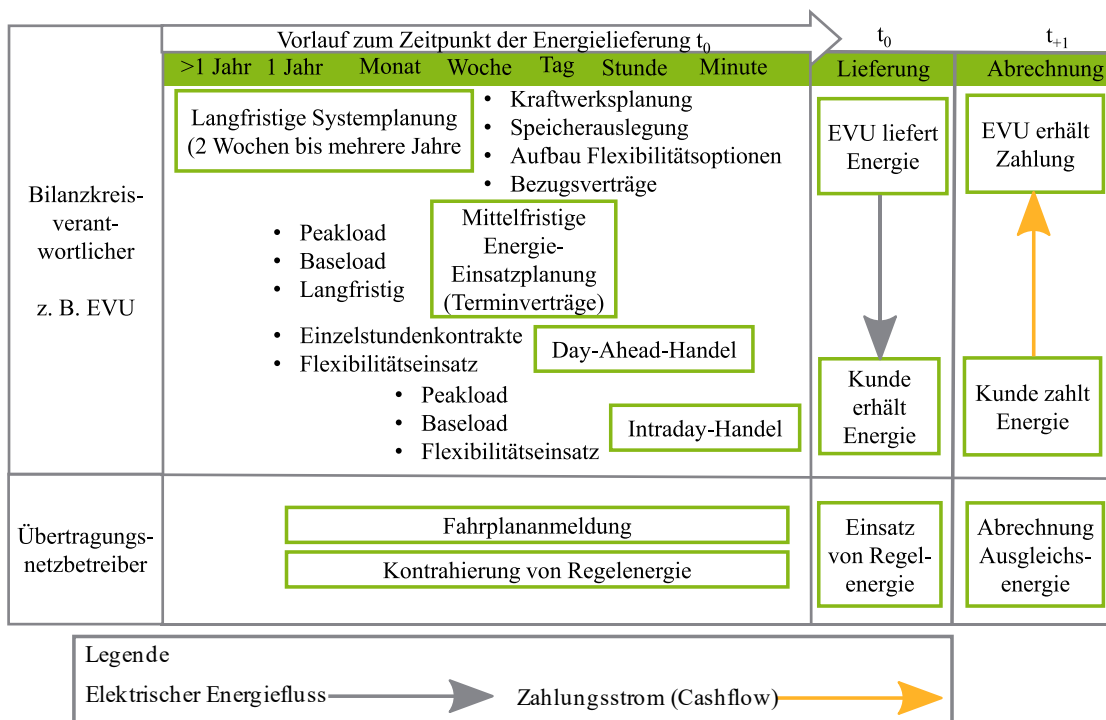 Vorlauf zum Zeitpunkt der Energielieferung t0
t0
t+1
>1 Jahr 1 Jahr Monat Woche Tag Stunde Minute
Lieferung
Abrechnung
Bilanzkreis-
verant-
wortlicher
z. B. EVU
Langfristige Systemplanung
(2 Wochen bis mehrere Jahre
• Kraftwerksplanung
• Speicherauslegung
• Aufbau Flexibilitätsoptionen
• Bezugsverträge
• Peakload
• Baseload
• Langfristig
Mittelfristige
Energie-
Einsatzplanung
(Terminverträge)
• Einzelstundenkontrakte
• Flexibilitätseinsatz
Day-Ahead-Handel
• Peakload
• Baseload
• Flexibilitätseinsatz
Intraday-Handel
EVU liefert
Energie
Kunde
erhält
Energie
EVU erhält
Zahlung
Kunde zahlt
Energie
Übertragungs-
netzbetreiber
Fahrplananmeldung
Kontrahierung von Regelenergie
Einsatz
von Regel-
energie
Abrechnung
Ausgleichs-
energie
Legende
Elektrischer Energiefluss
Zahlungsstrom (Cashflow)